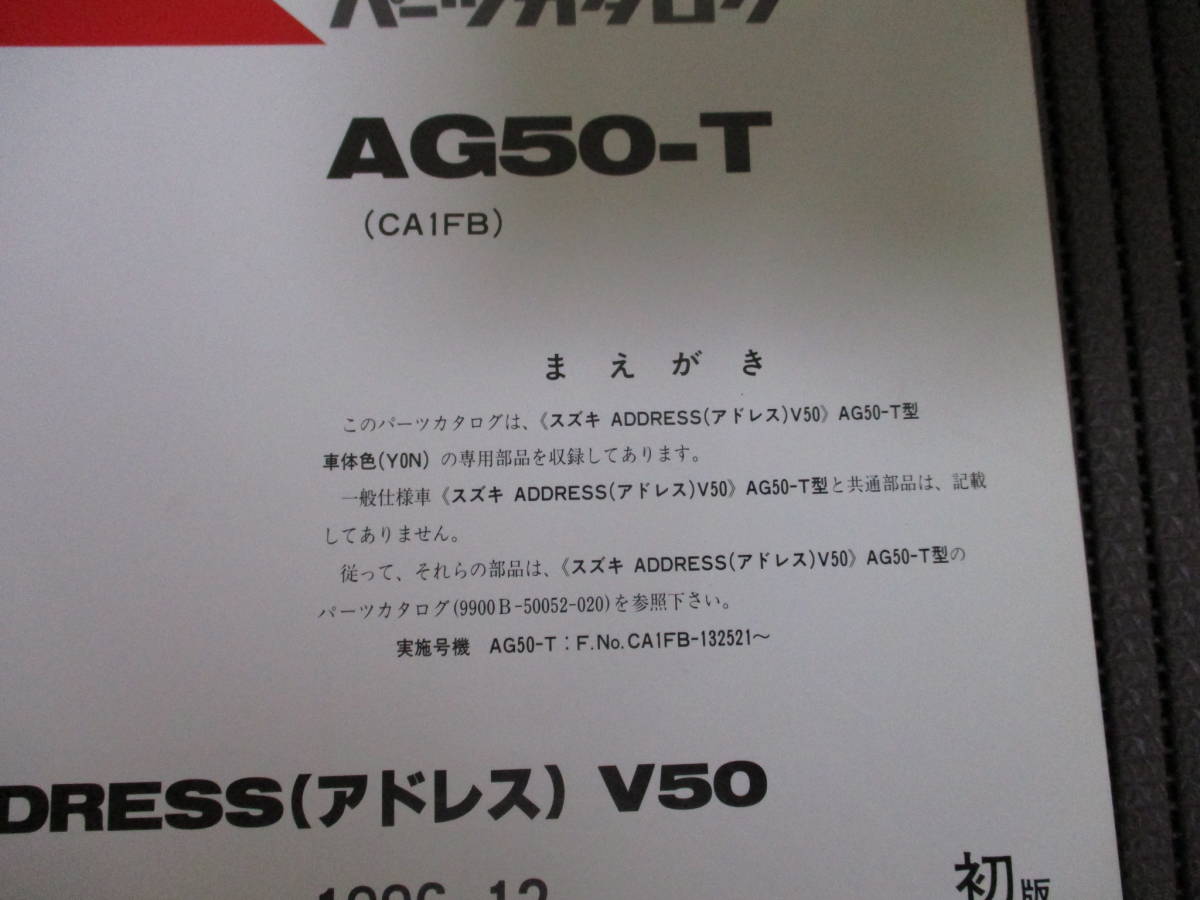 パーツカタログ
AG50-T
(CA1FB)
まえがき
このパーツカタログは、《スズキ ADDRESS(アドレス)V50》AG50-T型
車体色(Y0N) の専用部品を収録してあります。
一般仕様車《スズキ ADDRESS(アドレス)V50》AG50-T型と共通部品は、記載
してありません。
従って、それらの部品は、《スズキ ADDRESS(アドレス)V50》AG50-T型の
パーツカタログ(9900B-50052-020)を参照下さい。
実施号機 AG50-T:F.No.CA1FB-132521~
DRESS(アドレス) V50
1996-12
初版